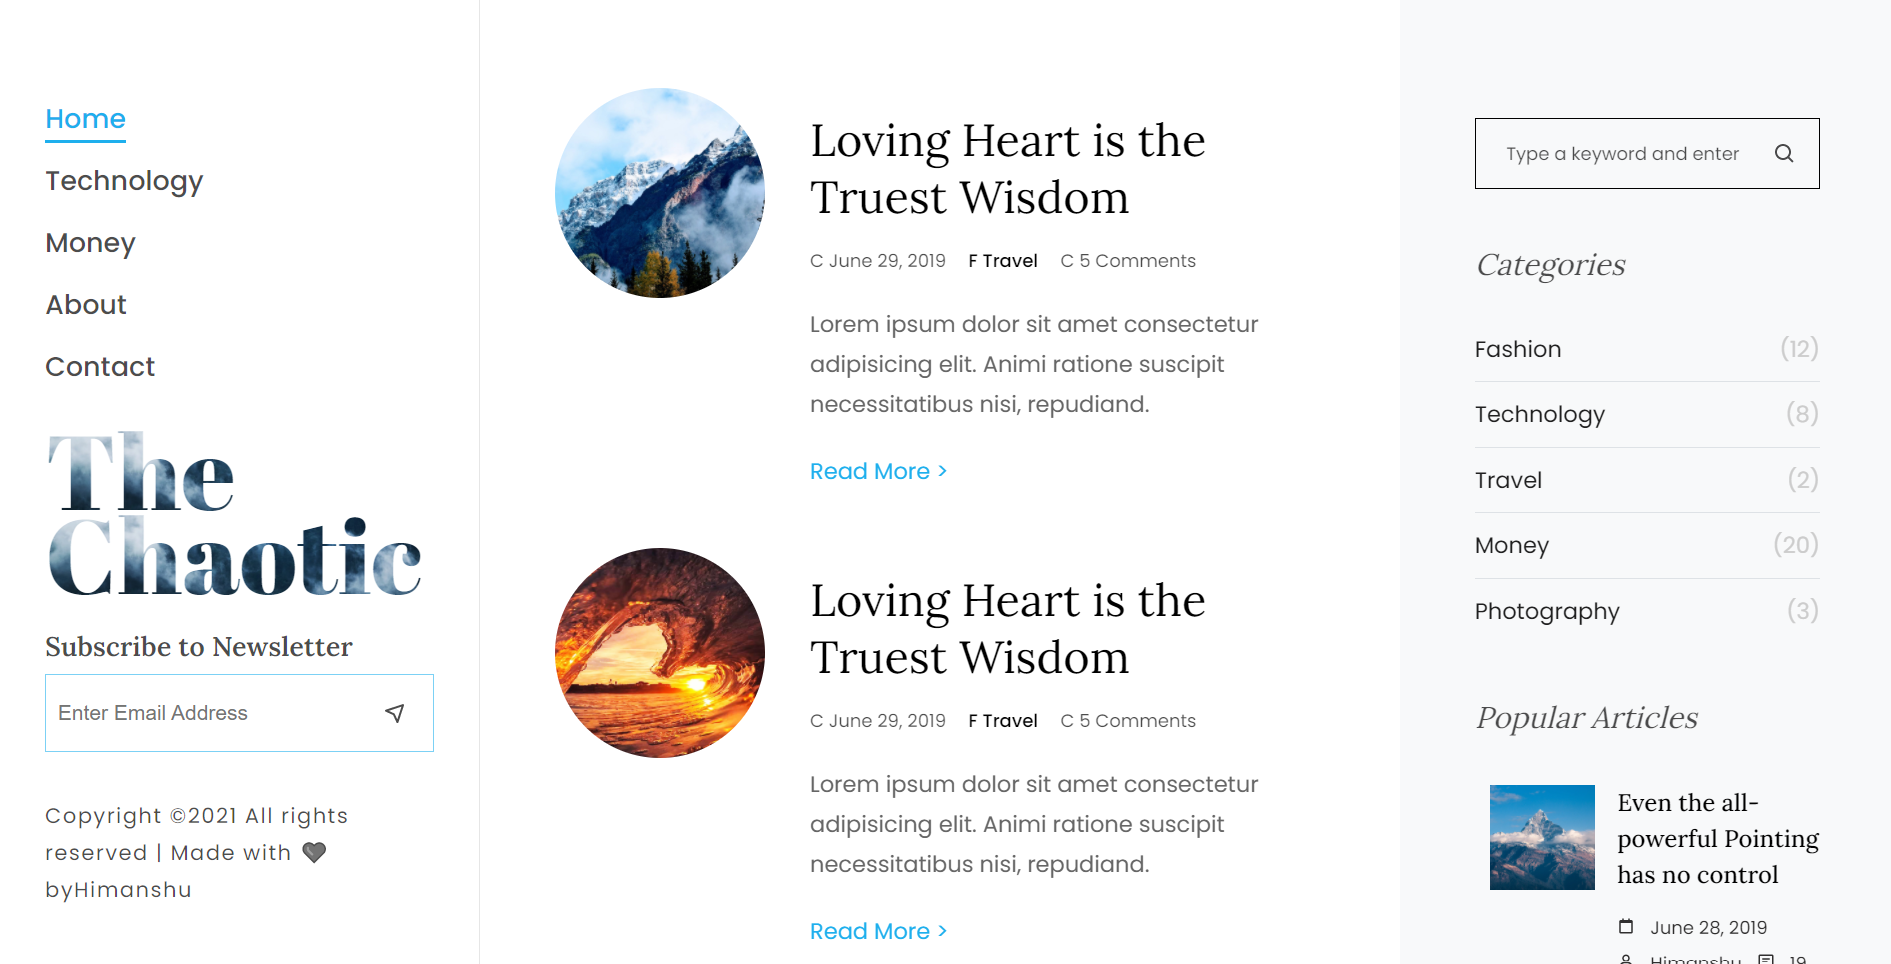 Home
Technology
Money
About
Contact
The
Chaotic
Subscribe to Newsletter
Enter Email Address
Copyright ©2021 All rights
reserved | Made with 🖤
byHimanshu
Loving Heart is the
Truest Wisdom
C June 29, 2019 F Travel C 5 Comments
Lorem ipsum dolor sit amet consectetur
adipisicing elit. Animi ratione suscipit
necessitatibus nisi, repudiand.
Read More >
Loving Heart is the
Truest Wisdom
C June 29, 2019 F Travel C 5 Comments
Lorem ipsum dolor sit amet consectetur
adipisicing elit. Animi ratione suscipit
necessitatibus nisi, repudiand.
Read More >
Type a keyword and enter
Categories
Fashion (12)
Technology (8)
Travel (2)
Money (20)
Photography (3)
Popular Articles
Even the all-
powerful Pointing
has no control
June 28, 2019
Himanshu 19